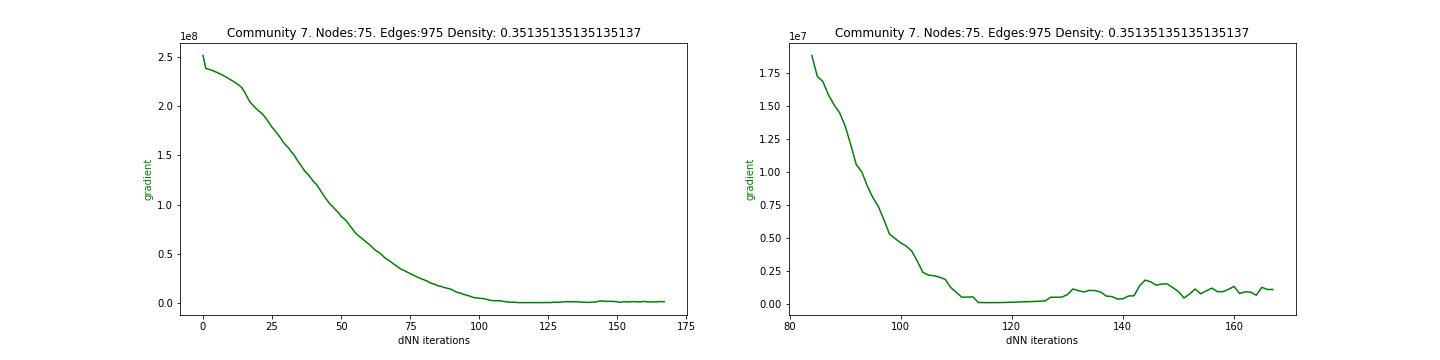 Community 7. Nodes:75. Edges:975 Density: 0.35135135135135137
1e8
2.5
2.0
1.5
1.0
0.5
0.0
gradient
0 25 50 75 100 125 150 175
dNN iterations
Community 7. Nodes:75. Edges:975 Density: 0.35135135135135137
1e7
1.75
1.50
1.25
1.00
0.75
0.50
0.25
0.00
gradient
80 100 120 140 160
dNN iterations